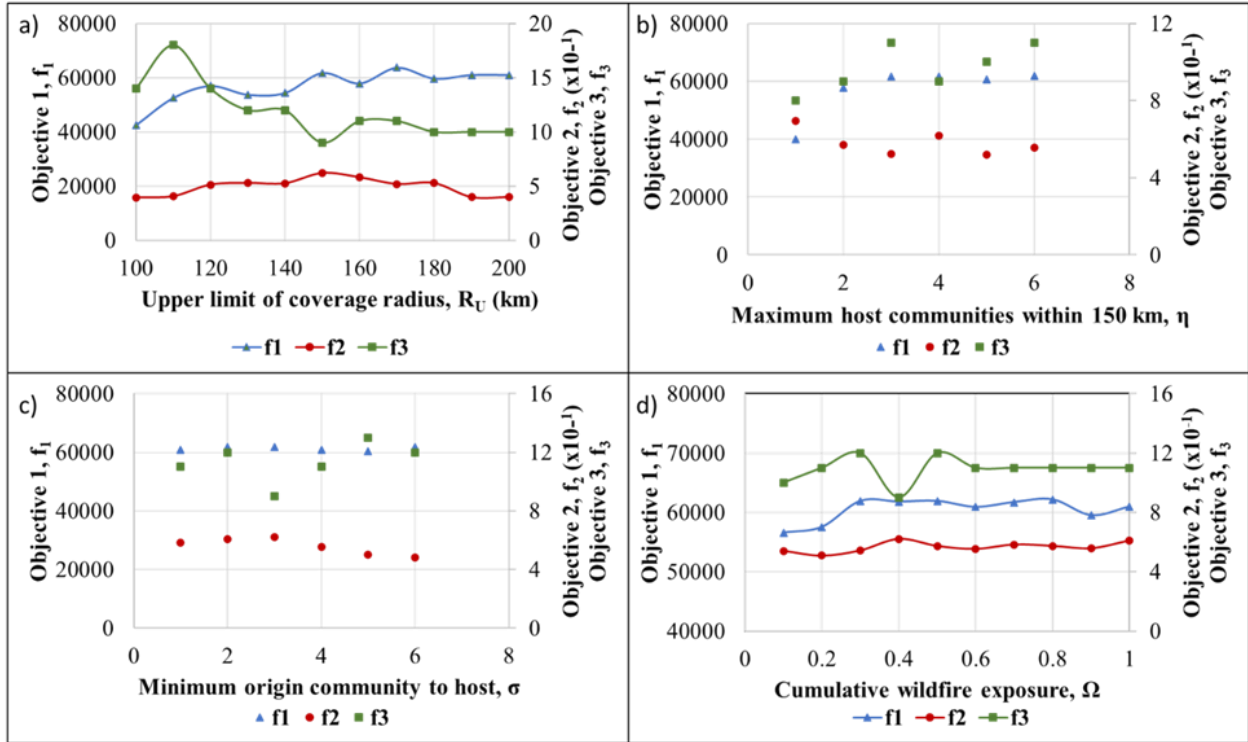 a)
80000
60000
40000
20000
0
20
15
10
5
0
100 120 140 160 180 200
Objective 1, f₁
Objective 2, f₂ (x10⁻¹)
Objective 3, f₃
Upper limit of coverage radius, R_U (km)
f1 f2 f3
b)
80000
60000
40000
20000
0
12
8
4
0
0 2 4 6 8
Objective 1, f₁
Objective 2, f₂ (x10⁻¹)
Objective 3, f₃
Maximum host communities within 150 km, η
f1 f2 f3
c)
80000
60000
40000
20000
0
16
12
8
4
0
0 2 4 6 8
Objective 1, f₁
Objective 2, f₂ (x10⁻¹)
Objective 3, f₃
Minimum origin community to host, σ
f1 f2 f3
d)
80000
70000
60000
50000
40000
16
12
8
4
0
0 0.2 0.4 0.6 0.8 1
Objective 1, f₁
Objective 2, f₂ (x10⁻¹)
Objective 3, f₃
Cumulative wildfire exposure, Ω
f1 f2 f3